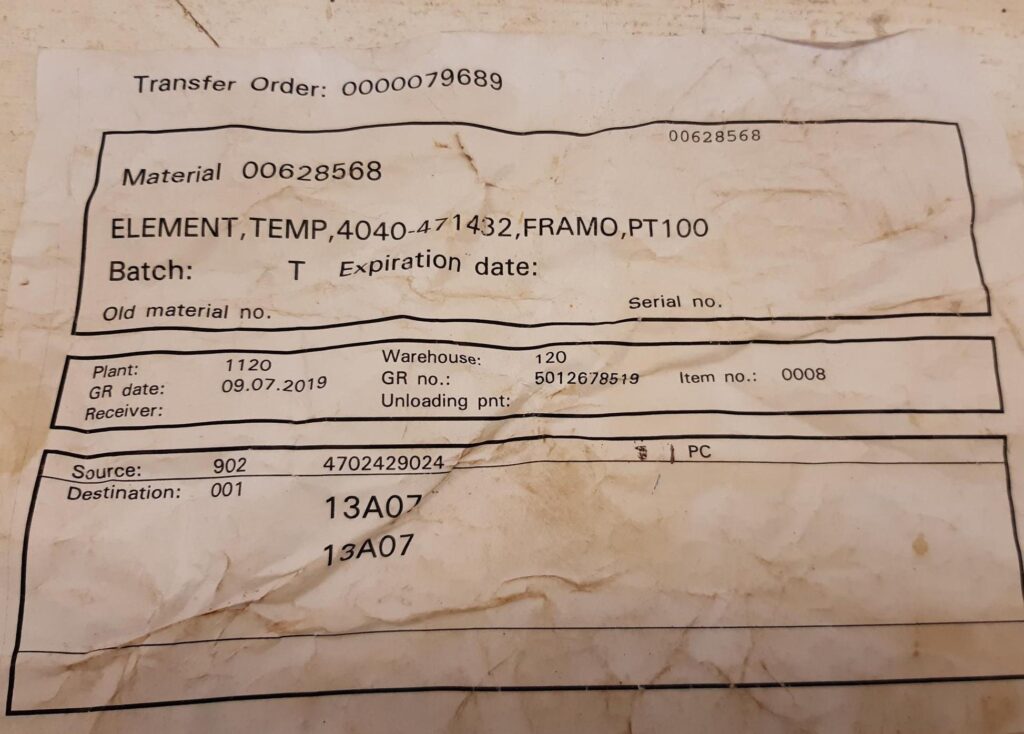 Transfer Order: 0000079689
00628568
Material 00628568
ELEMENT,TEMP,4040-471432,FRAMO,PT100
Batch: T Expiration date:
Old material no. Serial no.
Plant: 1120 Warehouse: 120
GR date: 09.07.2019 GR no.: 5012678519 Item no.: 0008
Receiver: Unloading pnt:
Source: 902 4702429024 PC
Destination: 001
13A07
13A07